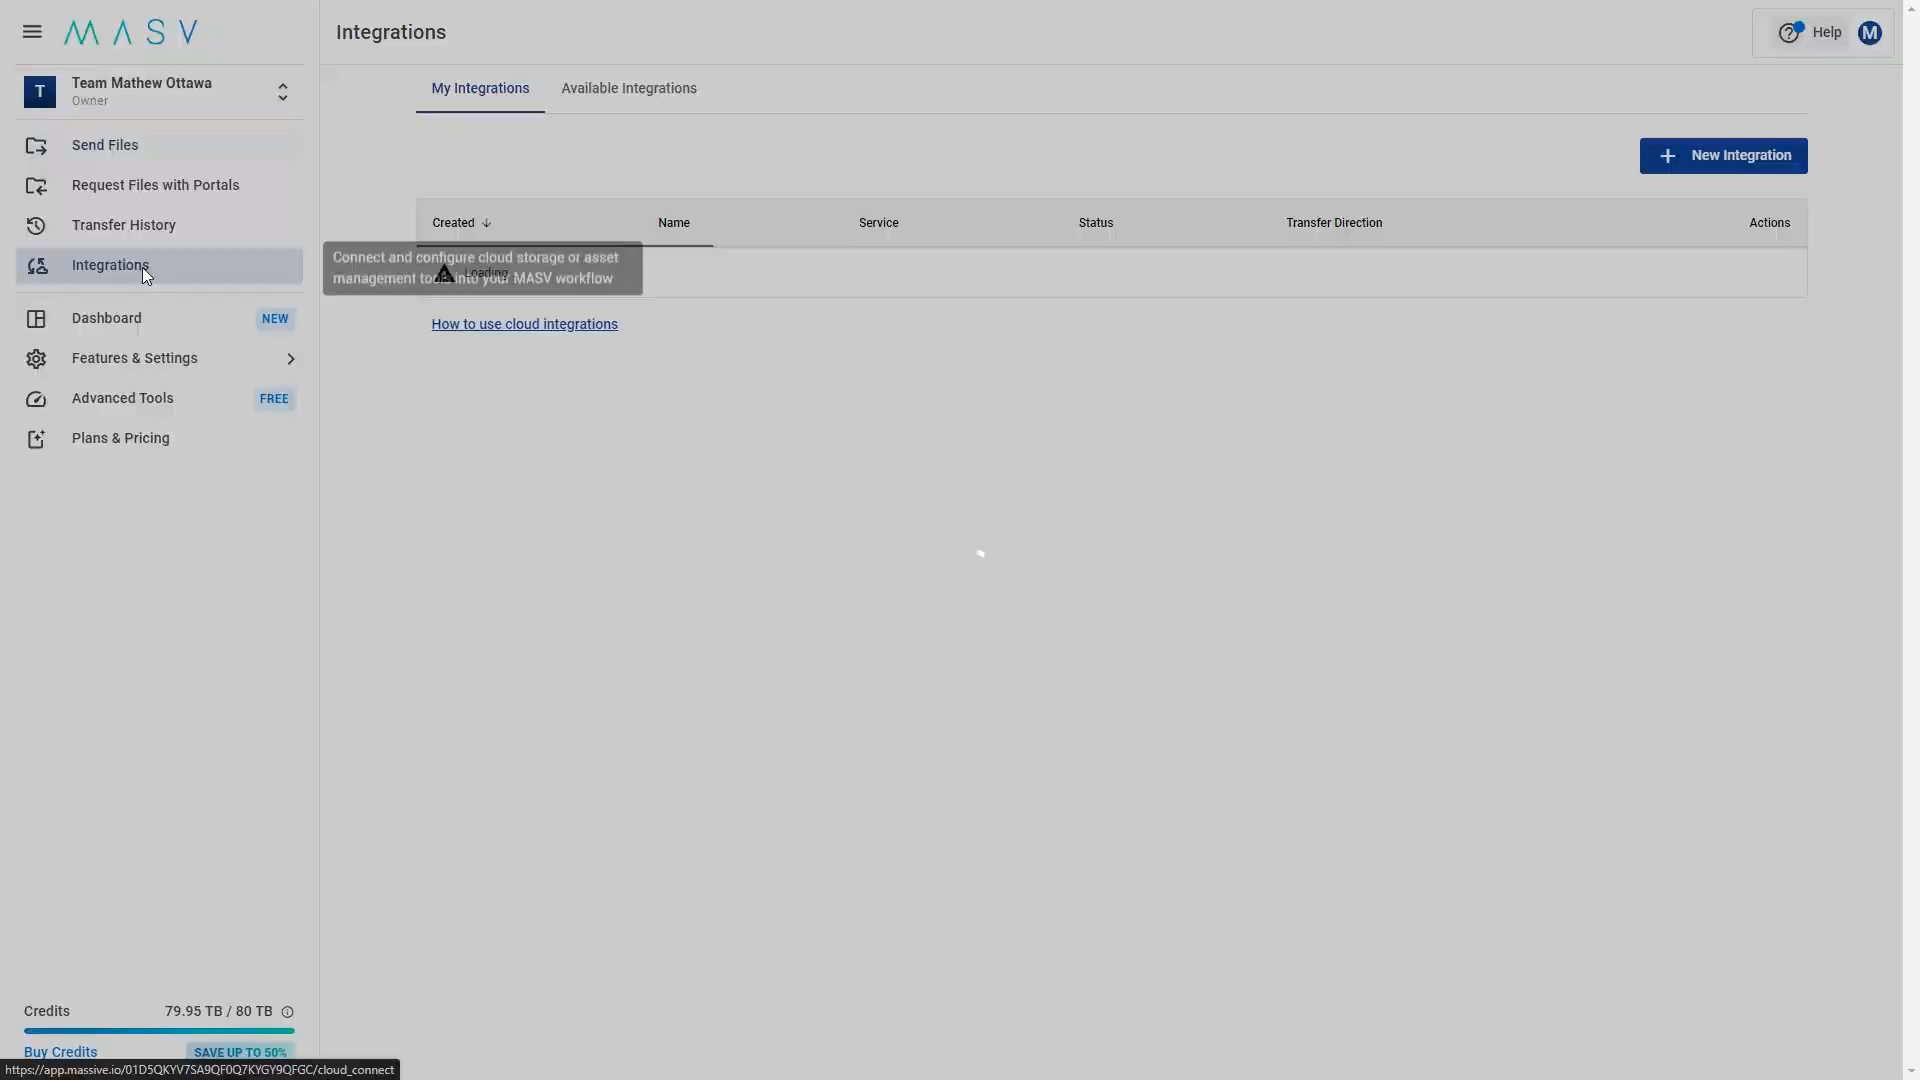 MASV
Integrations
Help
M
T
Team Mathew Ottawa
Owner
My Integrations
Available Integrations
Send Files
New Integration
Request Files with Portals
Transfer History
Created
Name
Service
Status
Transfer Direction
Actions
Integrations
Connect and configure cloud storage or asset
management tools into your MASV workflow
Loading
Dashboard
NEW
How to use cloud integrations
Features & Settings
Advanced Tools
FREE
Plans & Pricing
Credits
79.95 TB / 80 TB
Buy Credits
SAVE UP TO 50%
https://app.massive.io/01D5QKYV7SA9QF0Q7KYGY9QFGC/cloud_connect